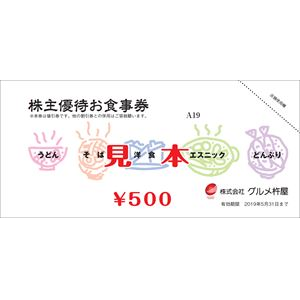 株主優待お食事券
※本券は値引券です。他の割引券との併用はご容赦願います。
A19
うどん そば 洋食 エスニック どんぶり
見本
¥500
株式会社 グルメ杵屋
有効期限 2019年5月31日まで